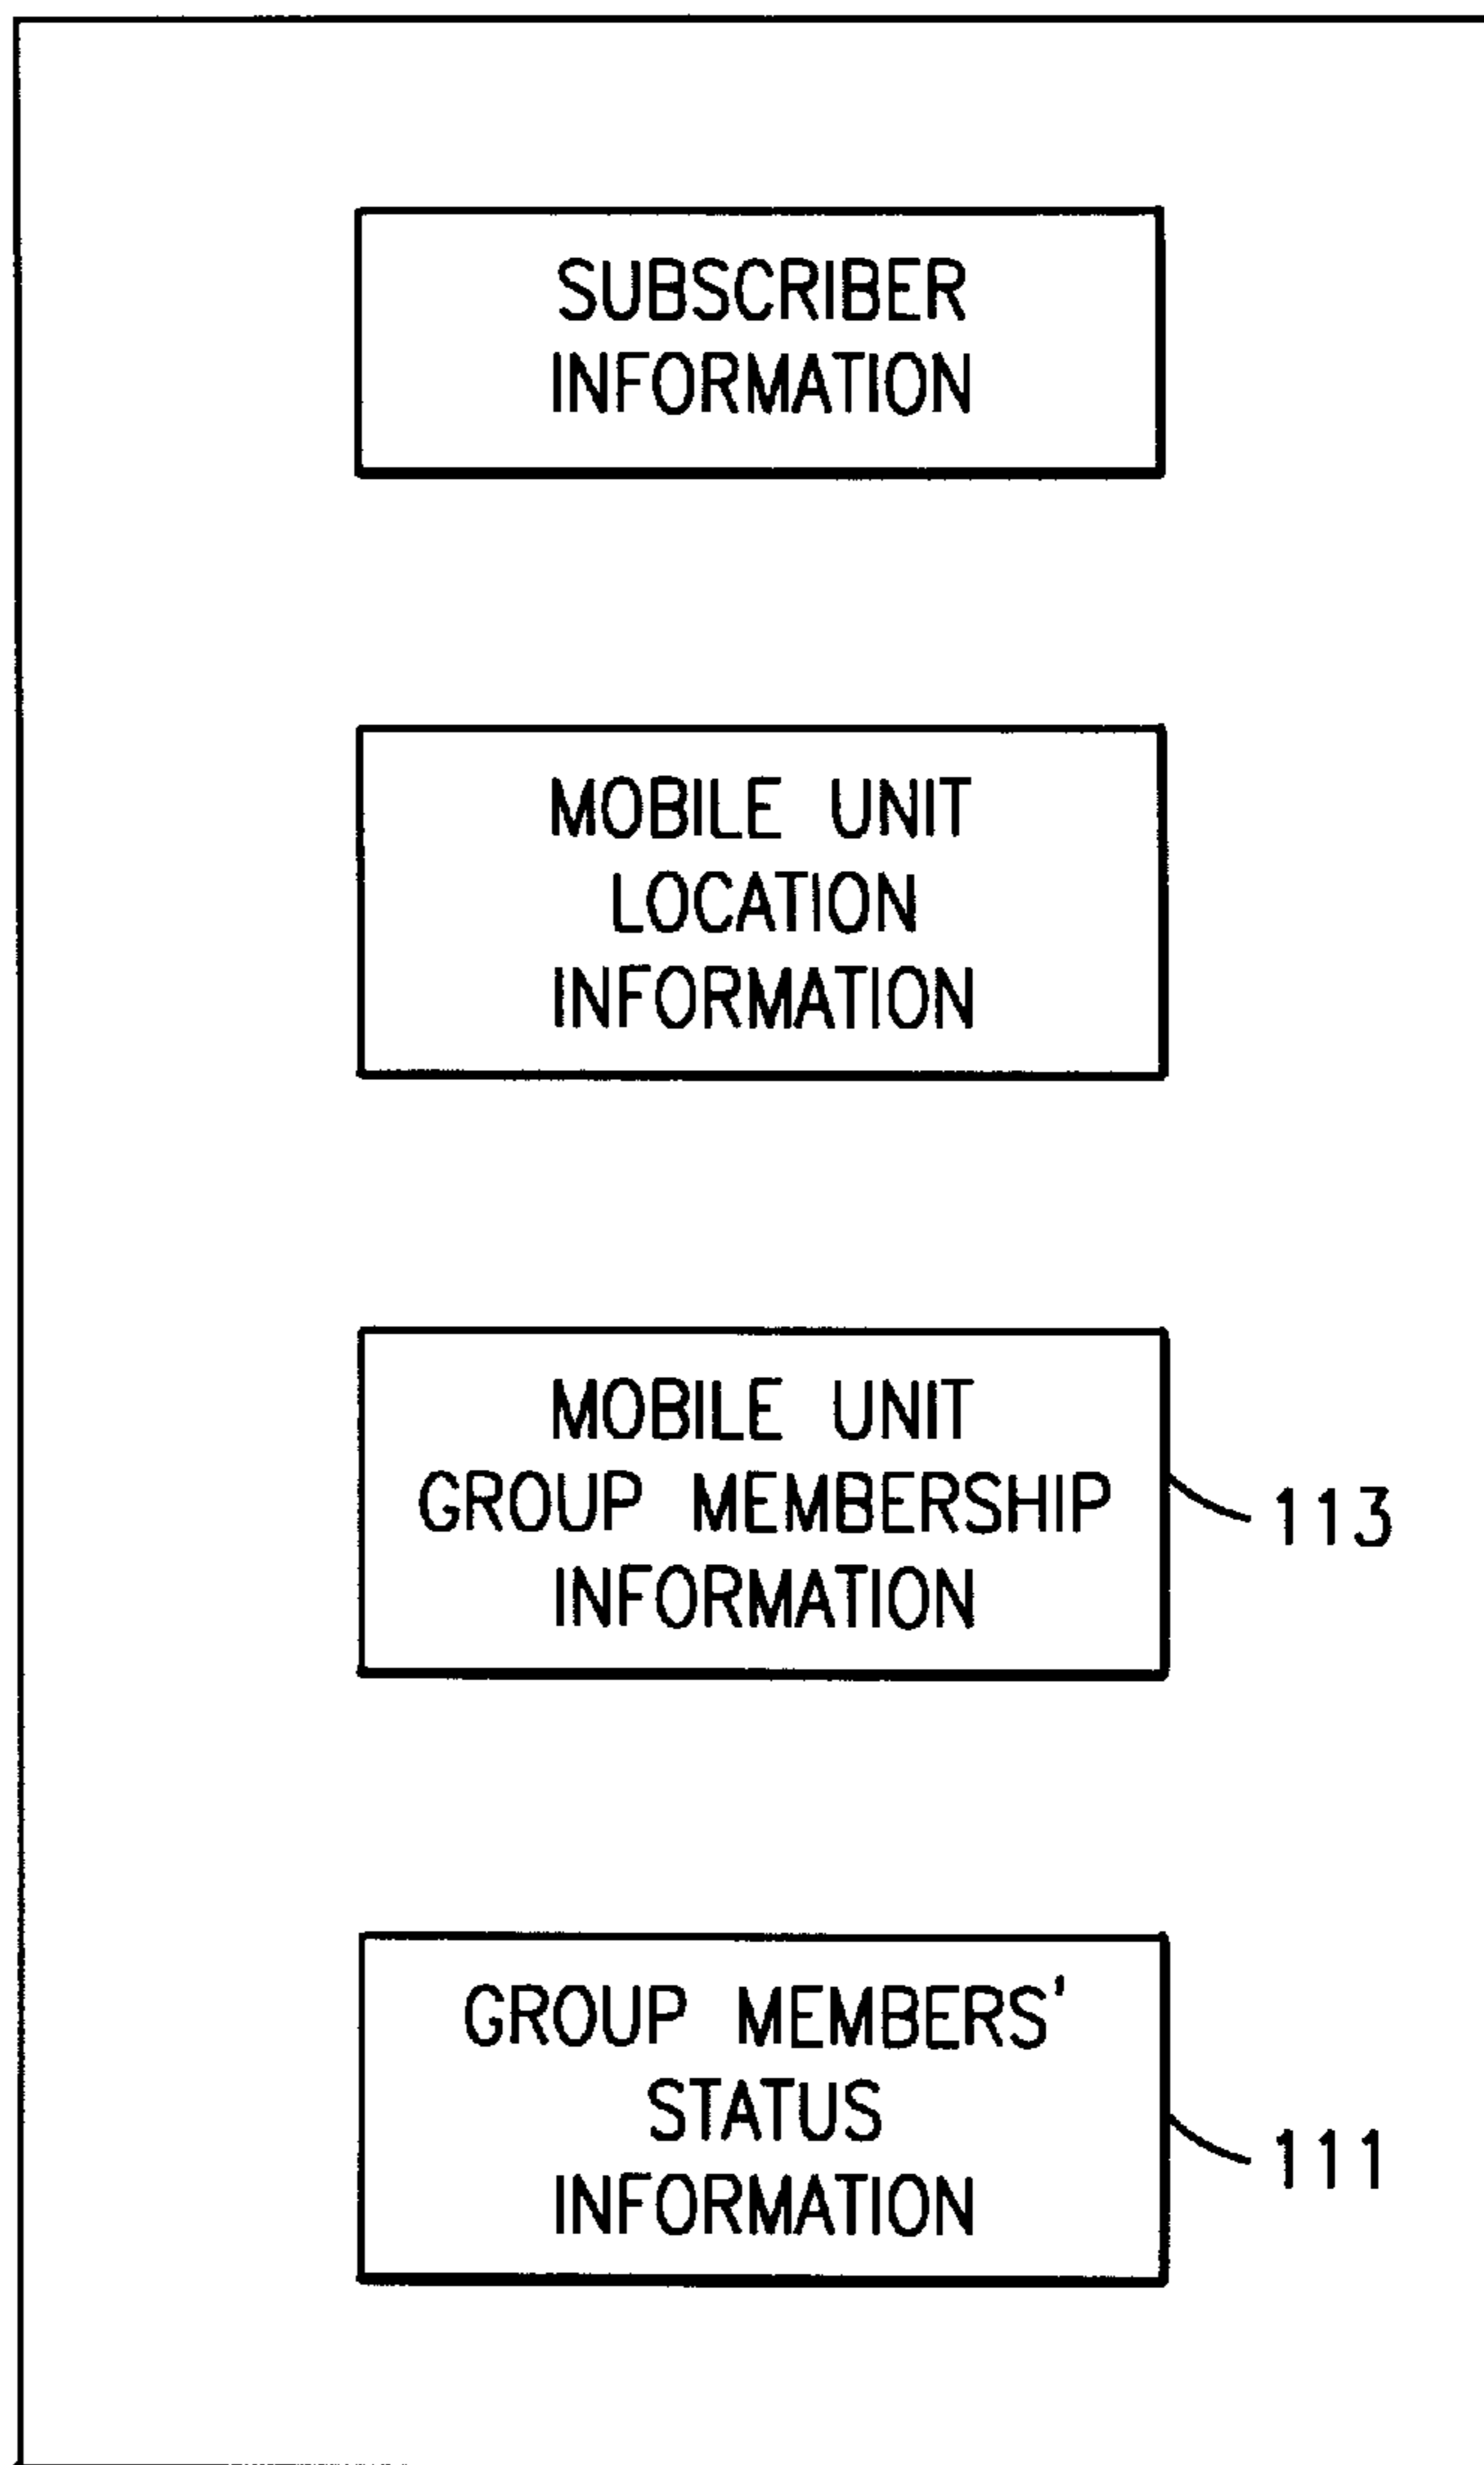 SUBSCRIBER
INFORMATION
MOBILE UNIT
LOCATION
INFORMATION
MOBILE UNIT
GROUP MEMBERSHIP
INFORMATION
113
GROUP MEMBERS'
STATUS
INFORMATION
111